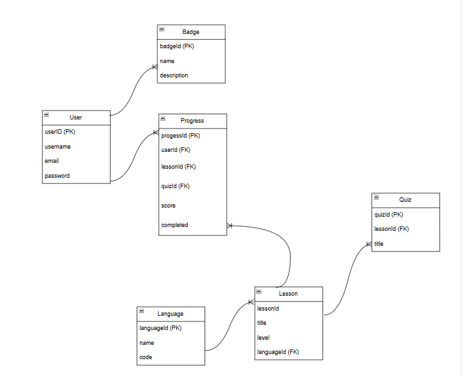 Badge
badgeId (PK)
name
description
User
userID (PK)
username
email
password
Progress
progessId (PK)
userId (FK)
lessonId (FK)
quizId (FK)
score
completed
Quiz
quizId (PK)
lessonId (FK)
title
Lesson
lessonId
title
level
languageId (FK)
Language
languageId (PK)
name
code